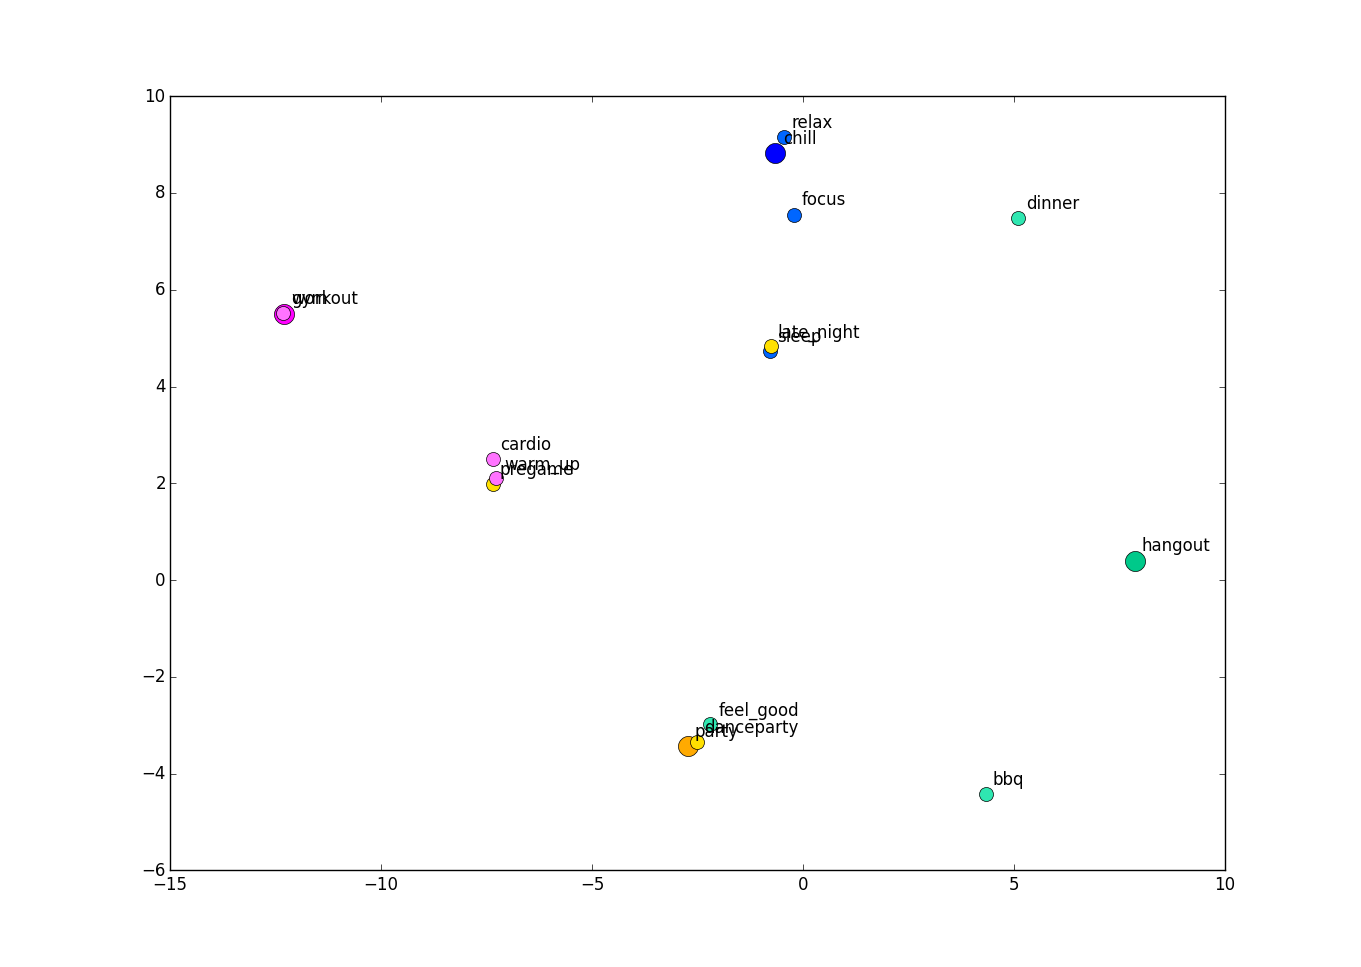 10
relax
chill
8
focus
dinner
6
gym
workout
late_night
sleep
4
cardio
warm_up
pregame
2
hangout
0
−2
feel_good
danceparty
party
bbq
−4
−6
−15
−10
−5
0
5
10